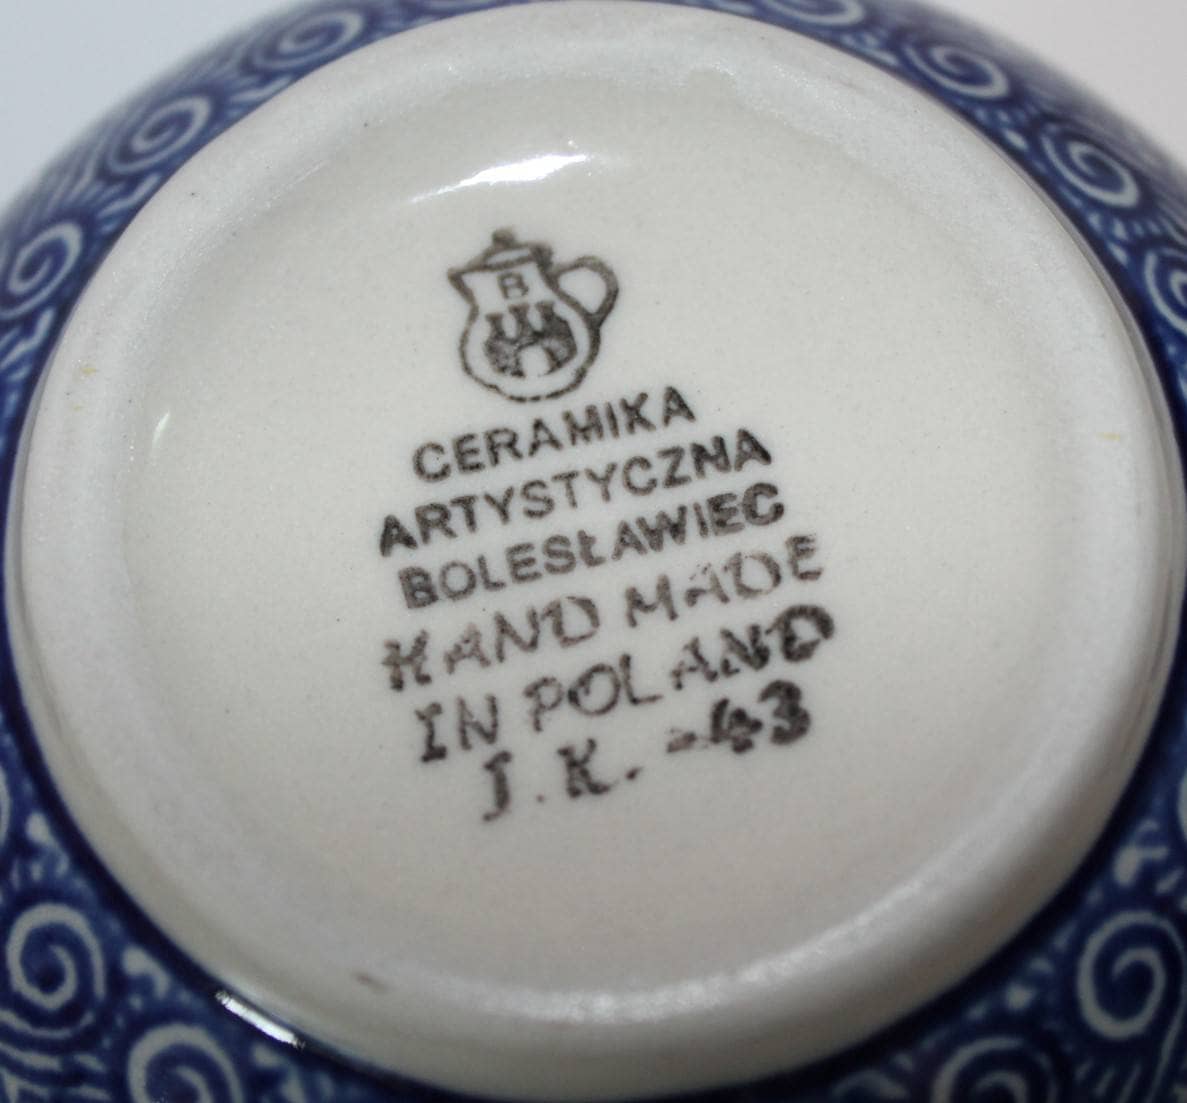 B
CERAMIKA
ARTYSTYCZNA
BOLESŁAWIEC
HAND MADE
IN POLAND
J.K. -43